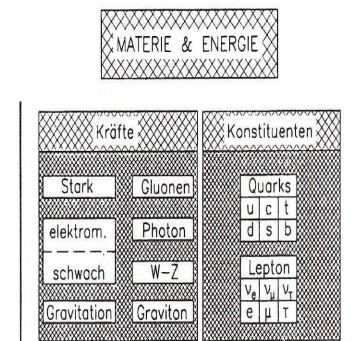 MATERIE & ENERGIE
Kräfte
Stark Gluonen
elektrom. Photon
schwach W-Z
Gravitation Graviton
Konstituenten
Quarks
u c t
d s b
Lepton
νe νμ ντ
e μ τ